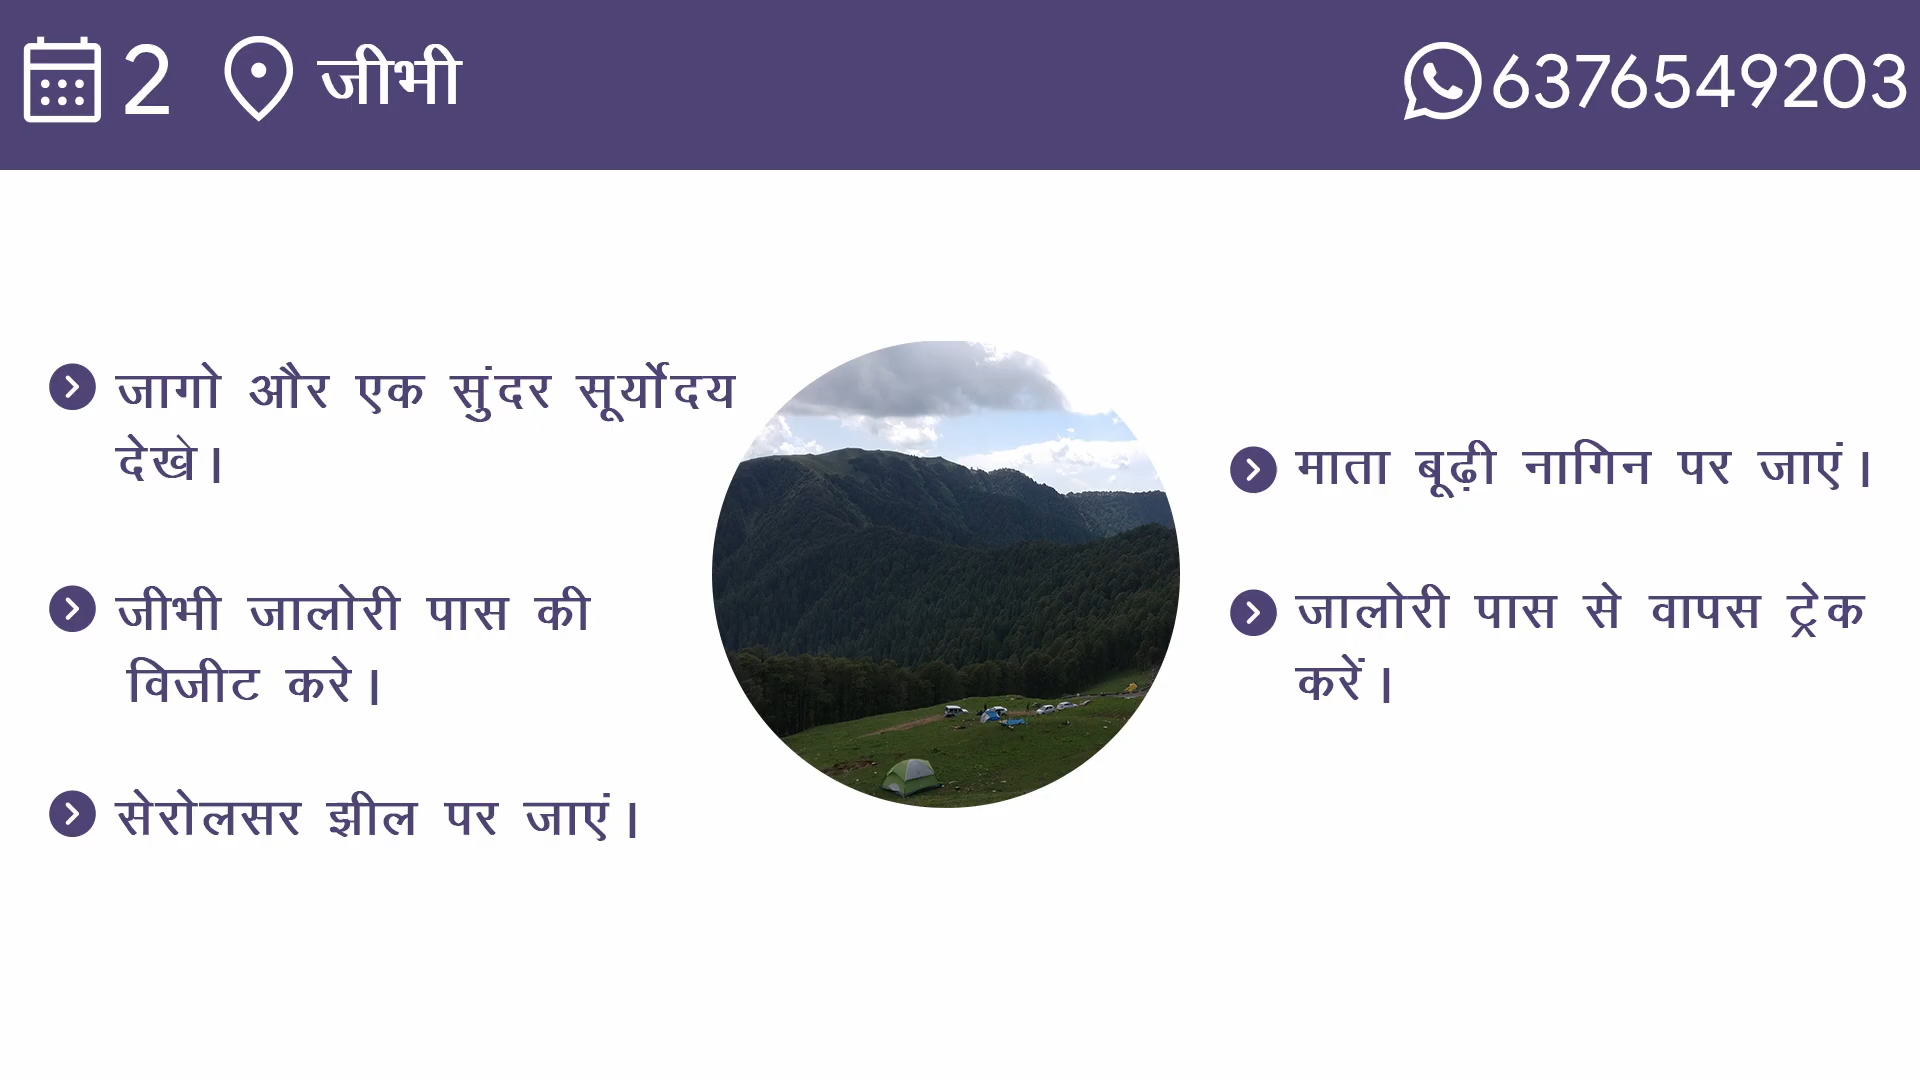 2 जीभी 6376549203
जागो और एक सुंदर सूर्योदय
देखे।
जीभी जालोरी पास की
विजीट करे।
सेरोलसर झील पर जाएं।
माता बूढ़ी नागिन पर जाएं।
जालोरी पास से वापस ट्रेक
करें।